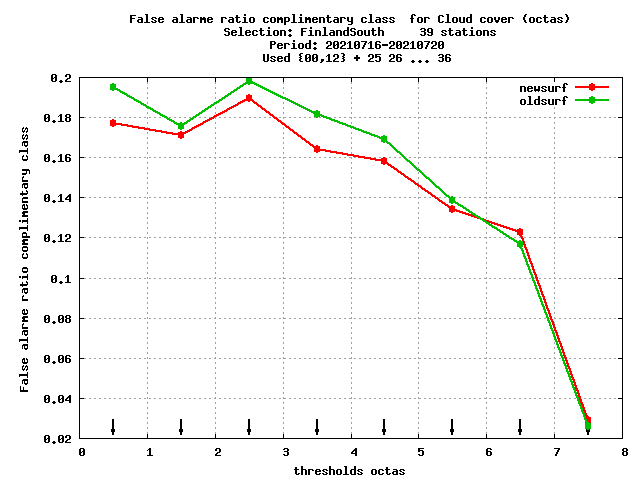 False alarme ratio complimentary class  for Cloud cover (octas)
Selection: FinlandSouth     39 stations
Period: 20210716-20210720
Used {00,12} + 25 26 ... 36
newsurf
oldsurf
False alarme ratio complimentary class
0.2
0.18
0.16
0.14
0.12
0.1
0.08
0.06
0.04
0.02
0 1 2 3 4 5 6 7 8
thresholds octas